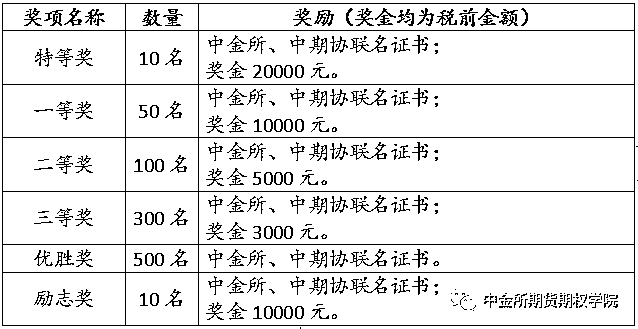 奖项名称 数量 奖励（奖金均为税前金额）
特等奖 10 名 中金所、中期协联名证书；
奖金 20000 元。
一等奖 50 名 中金所、中期协联名证书；
奖金 10000 元。
二等奖 100 名 中金所、中期协联名证书；
奖金 5000 元。
三等奖 300 名 中金所、中期协联名证书；
奖金 3000 元。
优胜奖 500 名 中金所、中期协联名证书。
励志奖 10 名 中金所、中期协联名证书；
奖金 10000 元。
中金所期货期权学院